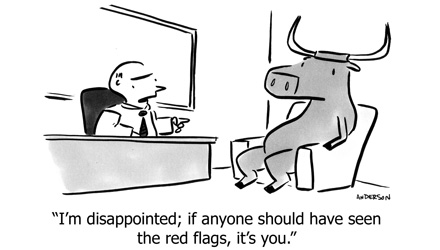 ANDERSON
“I’m disappointed; if anyone should have seen
the red flags, it’s you.”